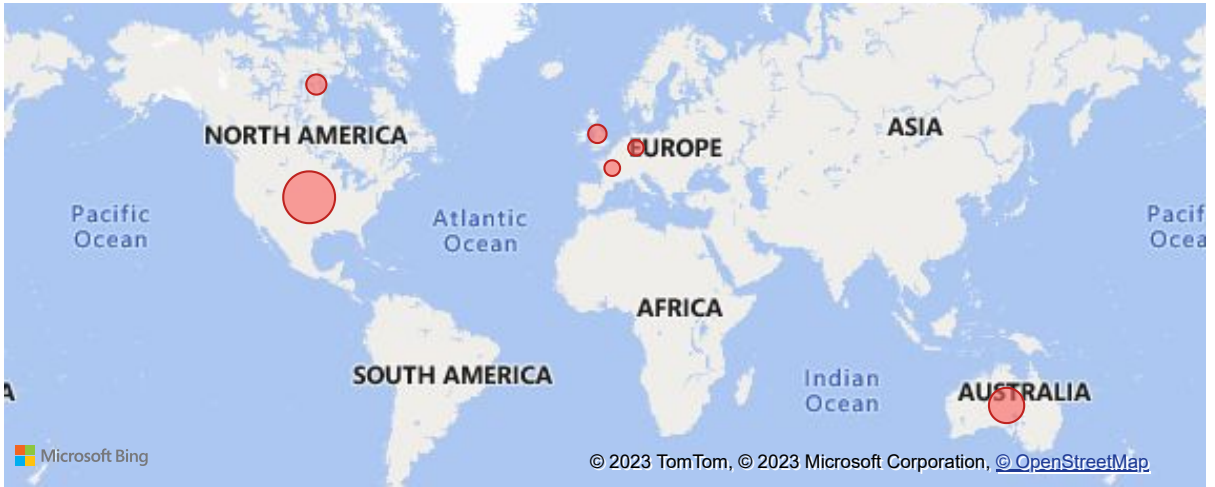 NORTH AMERICA
EUROPE
ASIA
Pacific
Ocean
Atlantic
Ocean
Pacif
Ocea
AFRICA
SOUTH AMERICA
Indian
Ocean
AUSTRALIA
A
Microsoft Bing
© 2023 TomTom, © 2023 Microsoft Corporation, © OpenStreetMap